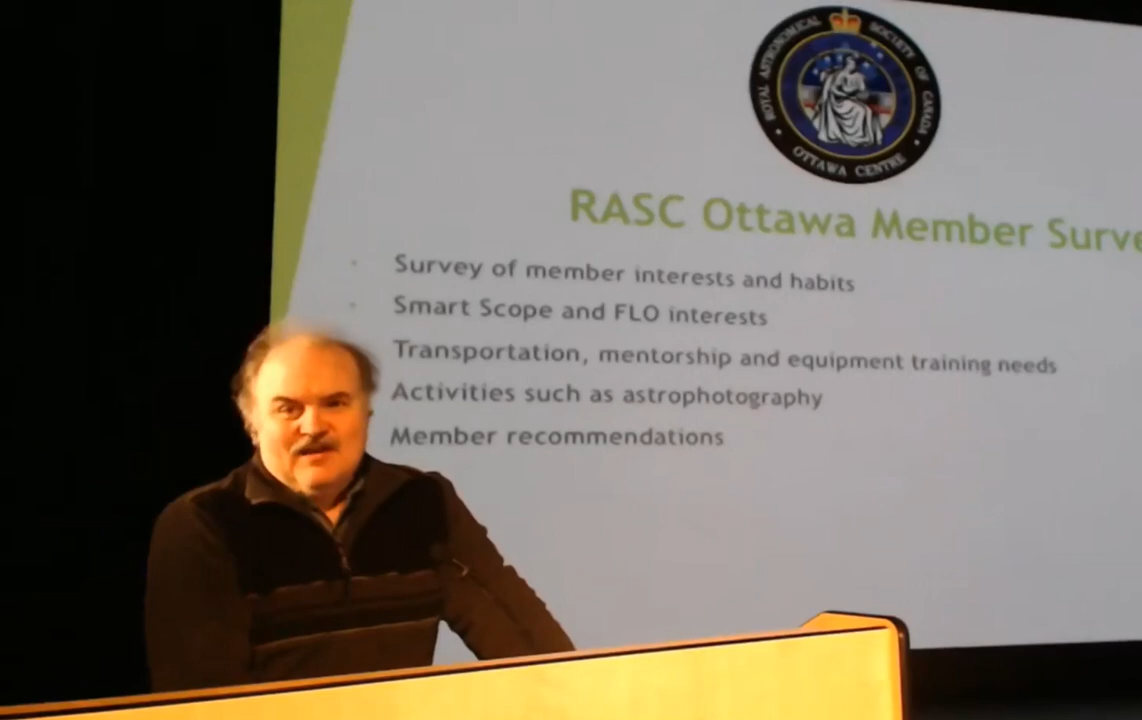 ROYAL ASTRONOMICAL SOCIETY OF CANADA
OTTAWA CENTRE
RASC Ottawa Member Surve
Survey of member interests and habits
Smart Scope and FLO interests
Transportation, mentorship and equipment training needs
Activities such as astrophotography
Member recommendations